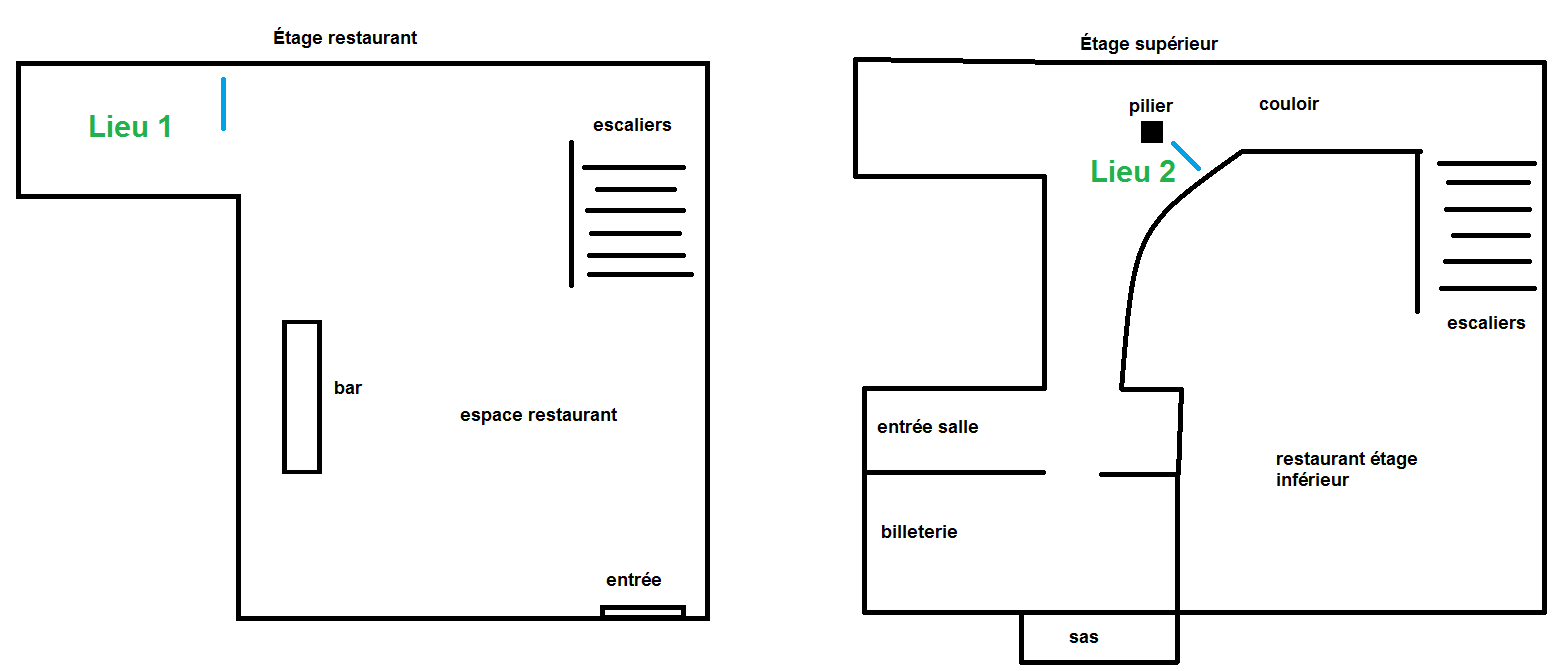 Étage restaurant
Lieu 1
escaliers
bar
espace restaurant
entrée
Étage supérieur
pilier
couloir
Lieu 2
escaliers
entrée salle
restaurant étage
inférieur
billeterie
sas